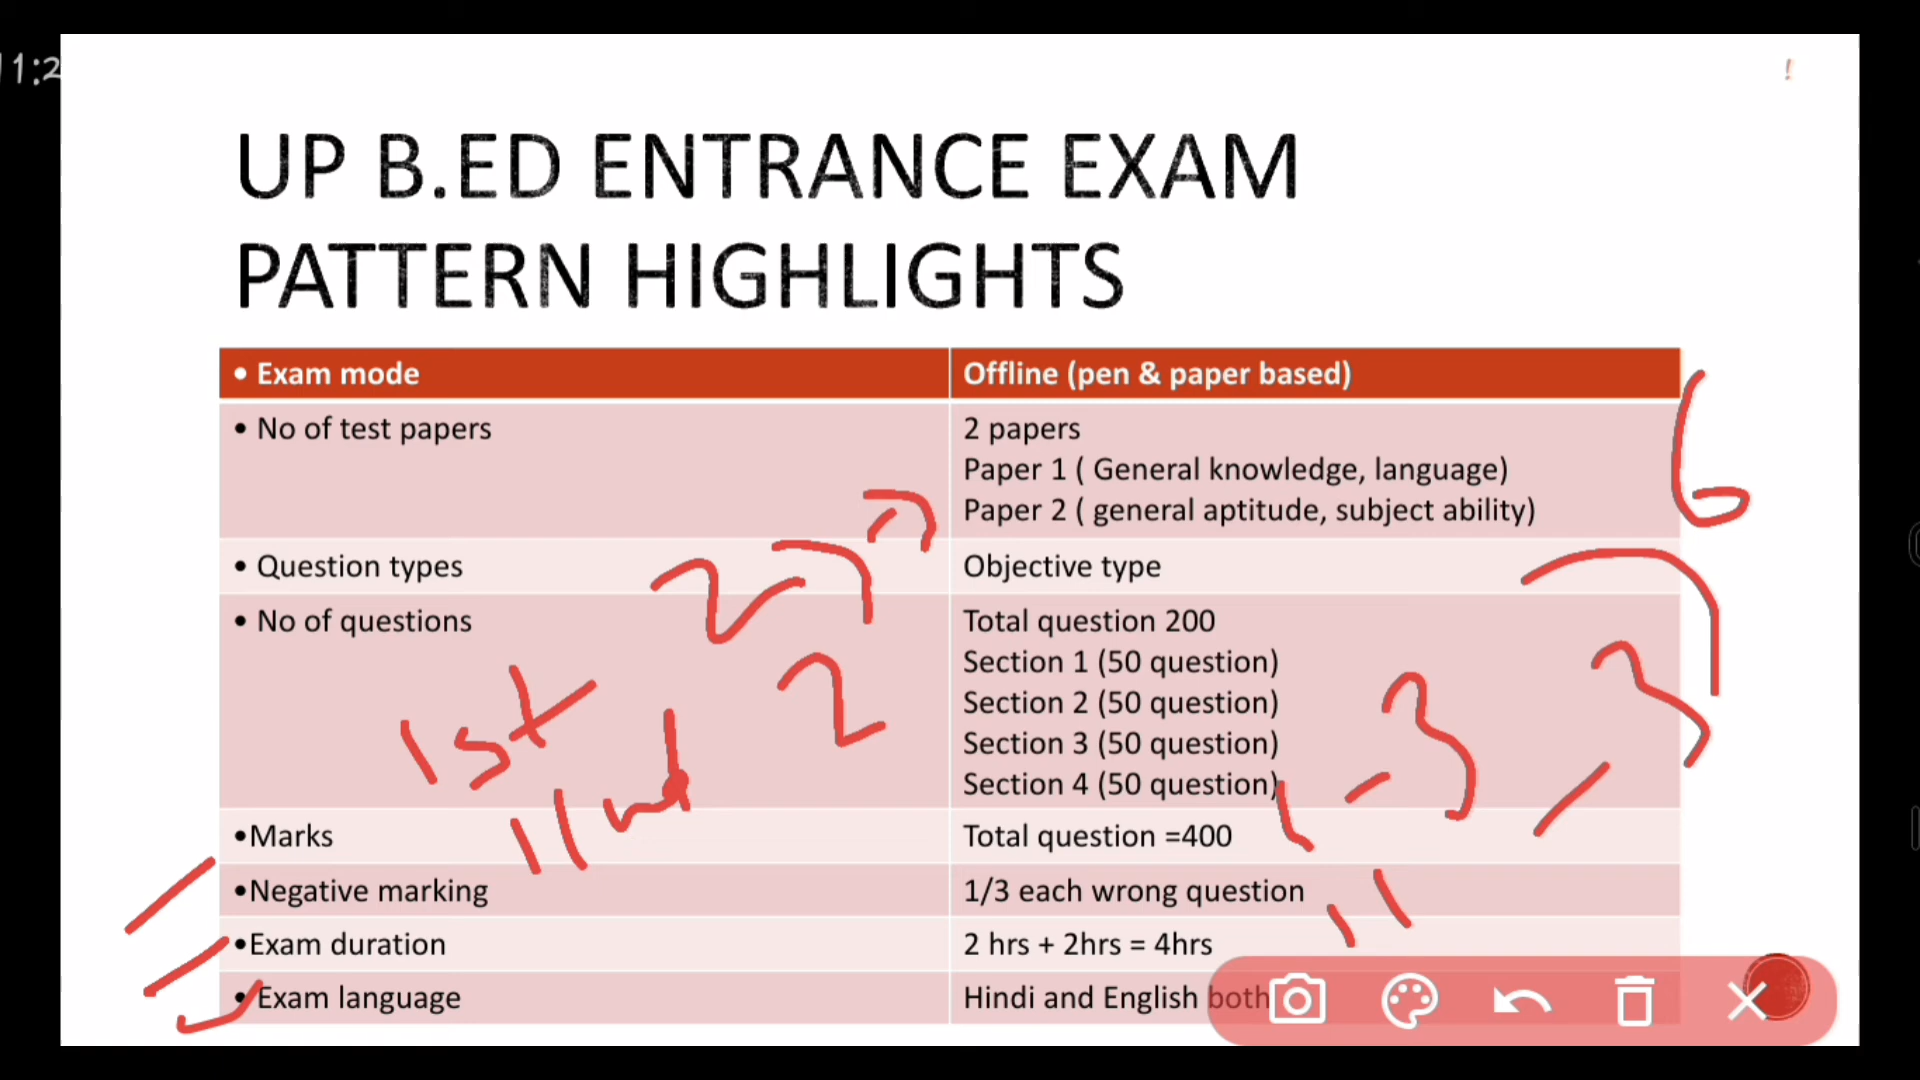 11:2
!
UP B.ED ENTRANCE EXAM
PATTERN HIGHLIGHTS
• Exam mode
Offline (pen & paper based)
• No of test papers
2 papers
Paper 1 ( General knowledge, language)
Paper 2 ( general aptitude, subject ability)
6
• Question types
Objective type
2
• No of questions
Total question 200
Section 1 (50 question)
Section 2 (50 question)
Section 3 (50 question)
Section 4 (50 question)
1st
2
IInd
1 - 3
3
•Marks
Total question =400
•Negative marking
1/3 each wrong question
11
•Exam duration
2 hrs + 2hrs = 4hrs
• Exam language
Hindi and English both